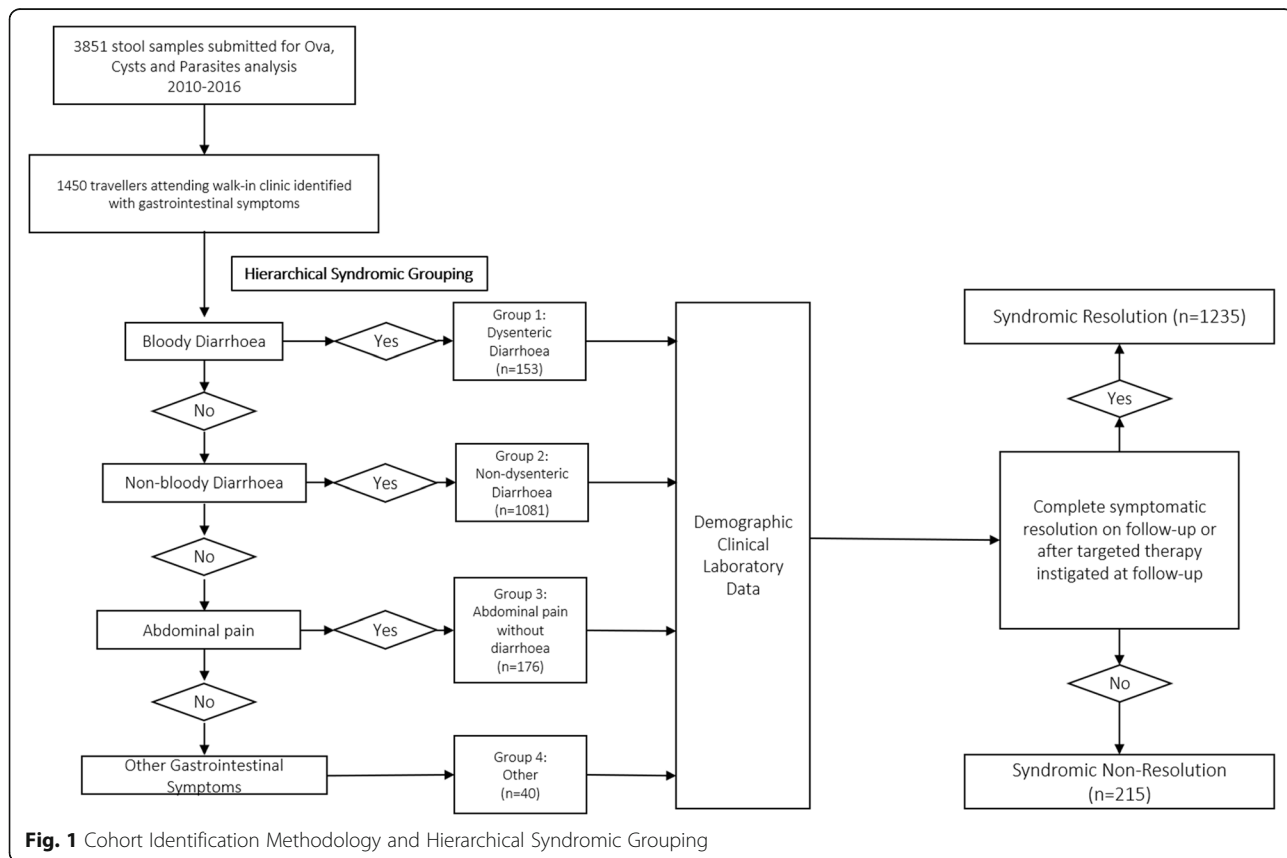 3851 stool samples submitted for Ova,
Cysts and Parasites analysis
2010-2016
1450 travellers attending walk-in clinic identified
with gastrointestinal symptoms
Hierarchical Syndromic Grouping
Bloody Diarrhoea
Yes
Group 1:
Dysenteric
Diarrhoea
(n=153)
No
Non-bloody Diarrhoea
Yes
Group 2:
Non-dysenteric
Diarrhoea
(n=1081)
No
Abdominal pain
Yes
Group 3:
Abdominal pain
without
diarrhoea
(n=176)
No
Other Gastrointestinal
Symptoms
Group 4:
Other
(n=40)
Demographic
Clinical
Laboratory
Data
Syndromic Resolution (n=1235)
Yes
Complete symptomatic
resolution on follow-up or
after targeted therapy
instigated at follow-up
No
Syndromic Non-Resolution
(n=215)
Fig. 1 Cohort Identification Methodology and Hierarchical Syndromic Grouping